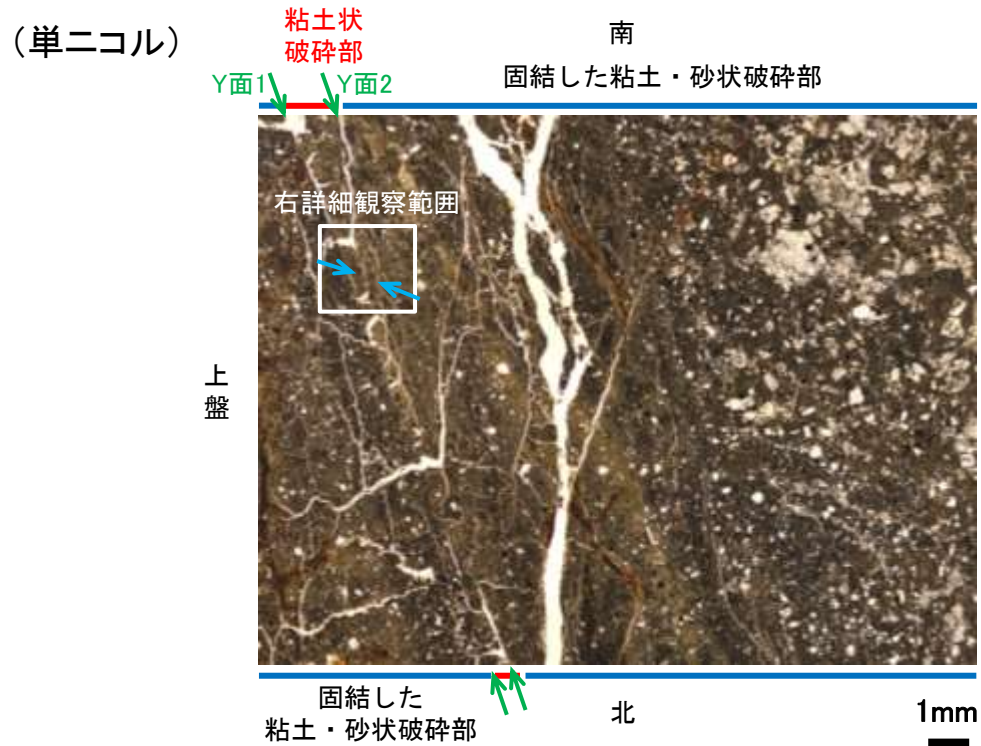 (単ニコル)
粘土状
破砕部
南
Y面1
Y面2
固結した粘土・砂状破砕部
右詳細観察範囲
上
盤
固結した
粘土・砂状破砕部
北
1mm